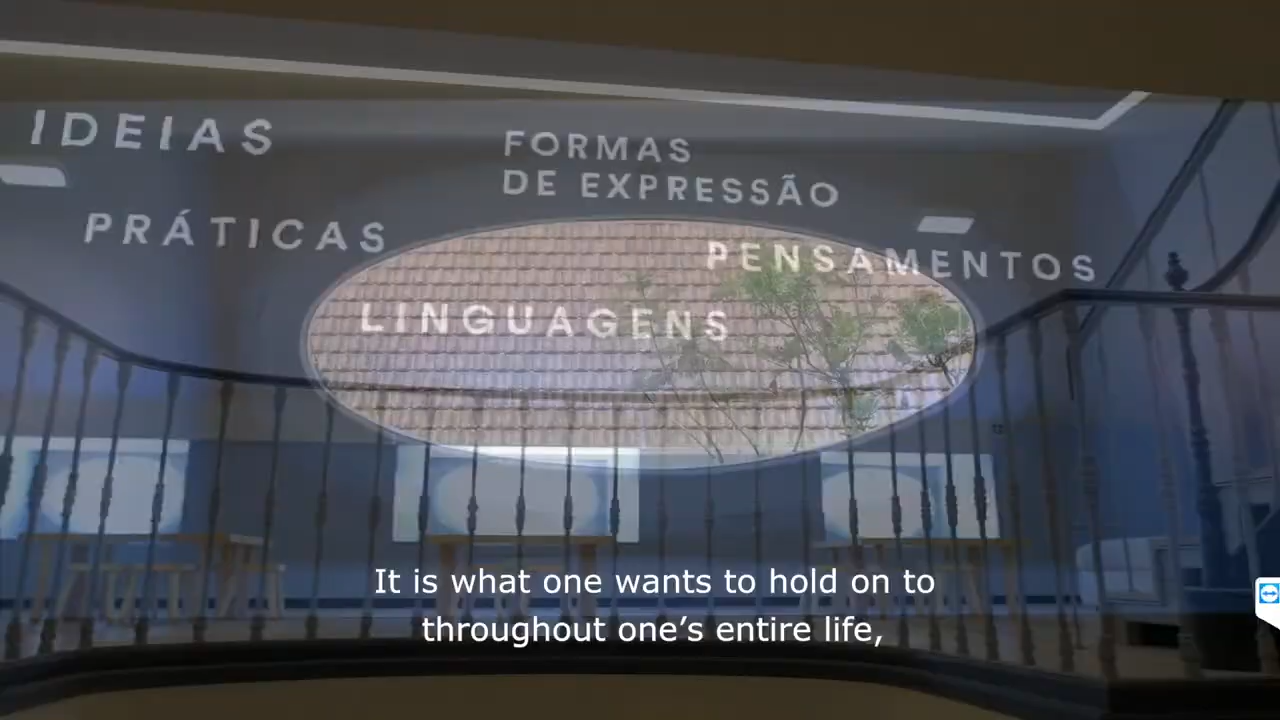 IDEIAS
FORMAS
DE EXPRESSÃO
PRÁTICAS
PENSAMENTOS
LINGUAGENS
It is what one wants to hold on to
throughout one’s entire life,